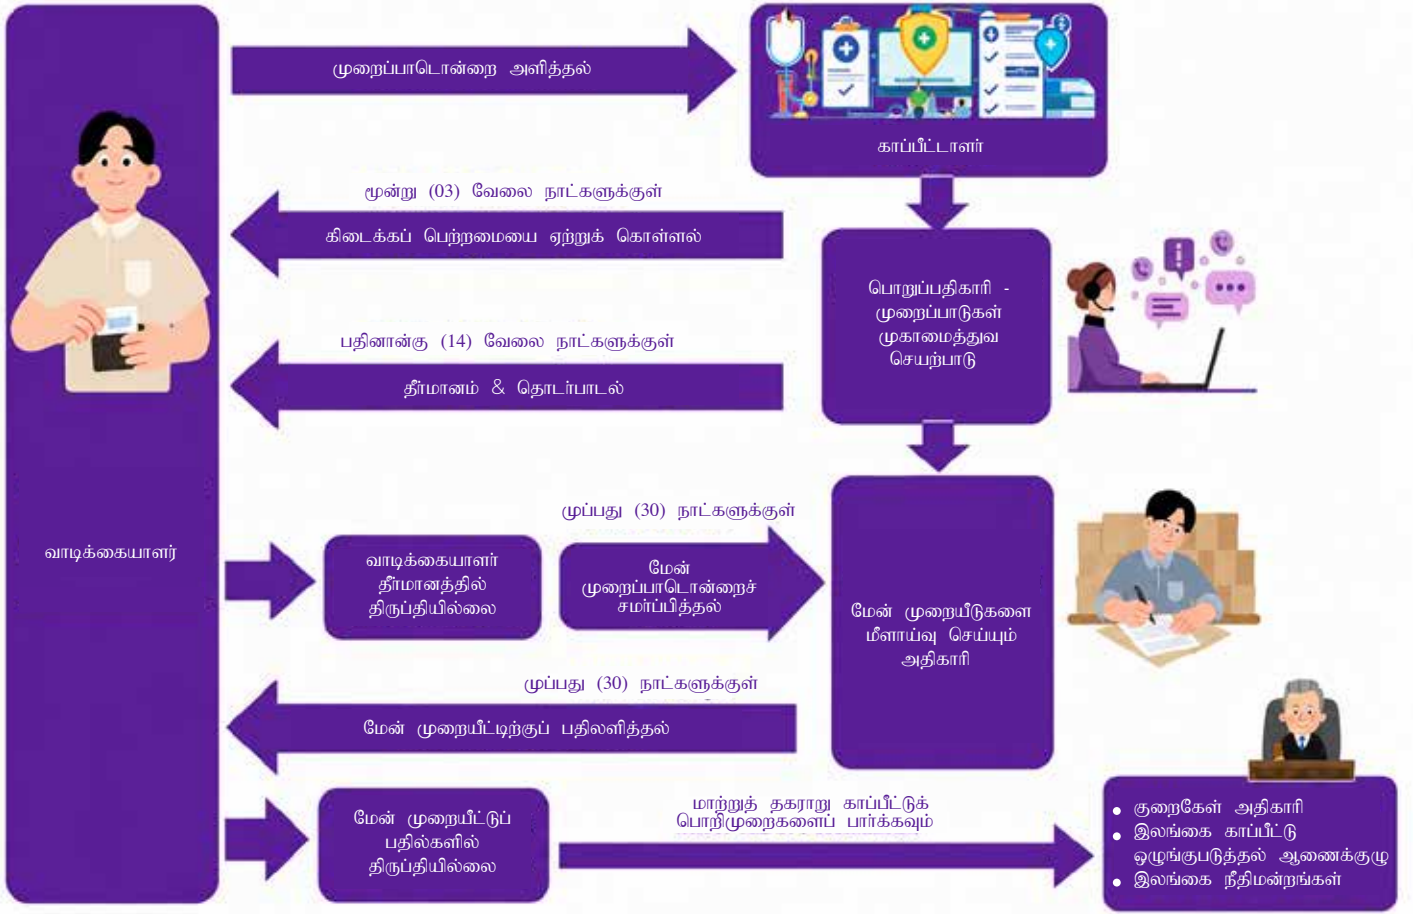 முறைப்பாடொன்றை அளித்தல்
காப்பீட்டாளர்
மூன்று (03) வேலை நாட்களுக்குள்
கிடைக்கப் பெற்றமையை ஏற்றுக் கொள்ளல்
பொறுப்பதிகாரி -
முறைப்பாடுகள்
முகாமைத்துவ
செயற்பாடு
பதினான்கு (14) வேலை நாட்களுக்குள்
தீர்மானம் & தொடர்பாடல்
வாடிக்கையாளர்
வாடிக்கையாளர்
தீர்மானத்தில்
திருப்தியில்லை
முப்பது (30) நாட்களுக்குள்
மேன்
முறைப்பாடொன்றைச்
சமர்ப்பித்தல்
மேன் முறையீடுகளை
மீளாய்வு செய்யும்
அதிகாரி
முப்பது (30) நாட்களுக்குள்
மேன் முறையீட்டிற்குப் பதிலளித்தல்
மேன் முறையீட்டுப்
பதில்களில்
திருப்தியில்லை
மாற்றுத் தகராறு காப்பீட்டுக்
பொறிமுறைகளைப் பார்க்கவும்
• குறைகேள் அதிகாரி
• இலங்கை காப்பீட்டு
ஒழுங்குபடுத்தல் ஆணைக்குழு
• இலங்கை நீதிமன்றங்கள்